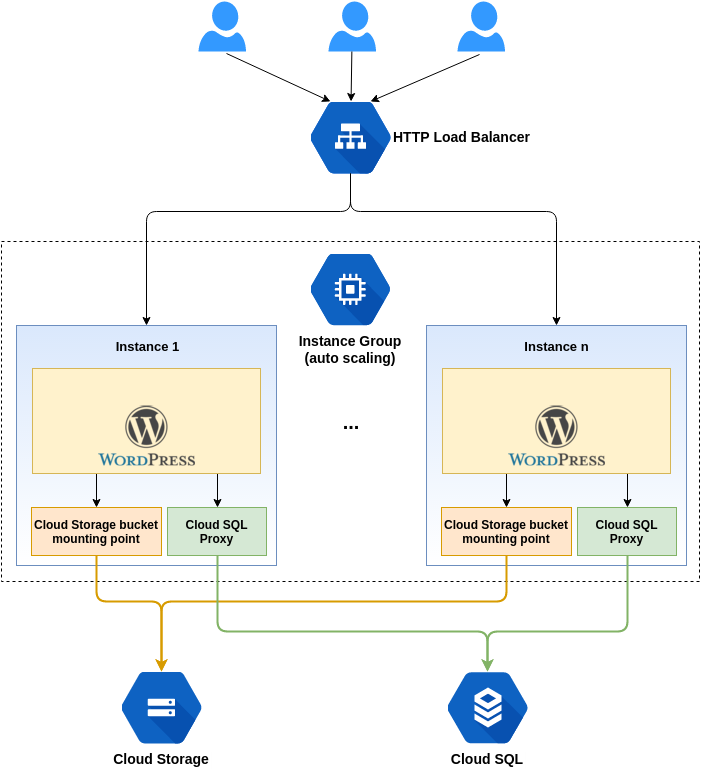 HTTP Load Balancer
Instance Group
(auto scaling)
Instance 1
WORDPRESS
Cloud Storage bucket
mounting point
Cloud SQL
Proxy
...
Instance n
WORDPRESS
Cloud Storage bucket
mounting point
Cloud SQL
Proxy
Cloud Storage
Cloud SQL